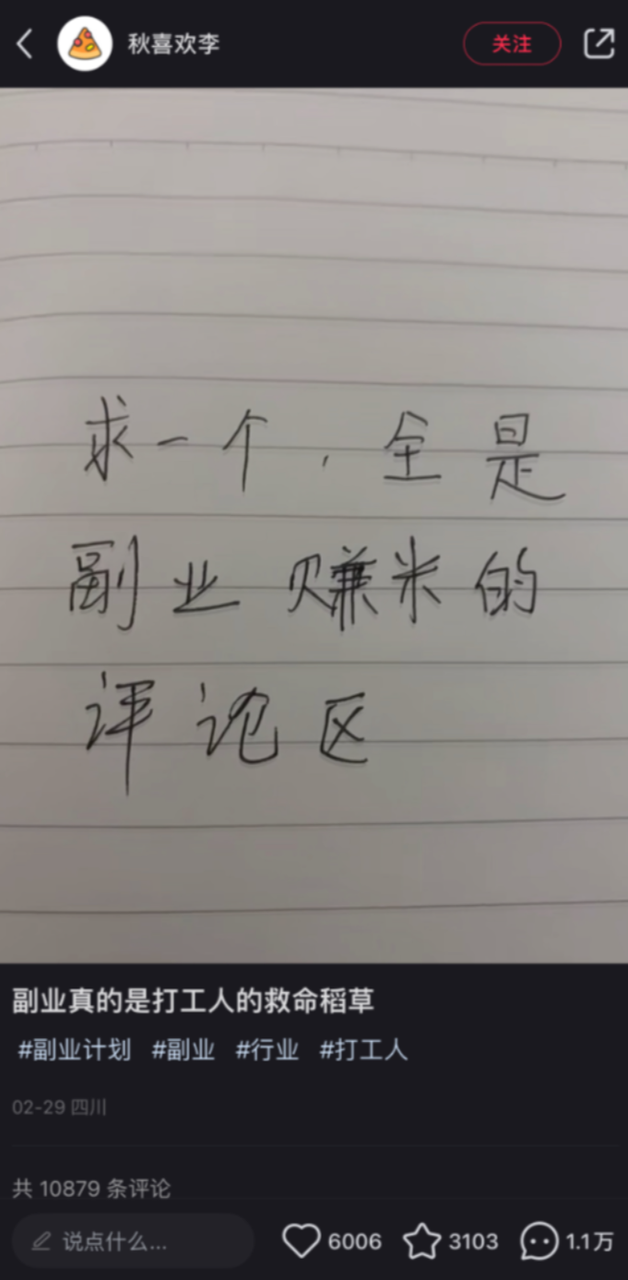 秋喜欢李
关注
求一个，全是
副业赚米的
评论区
副业真的是打工人的救命稻草
#副业计划 #副业 #行业 #打工人
02-29 四川
共 10879 条评论
说点什么... 6006 3103 1.1万